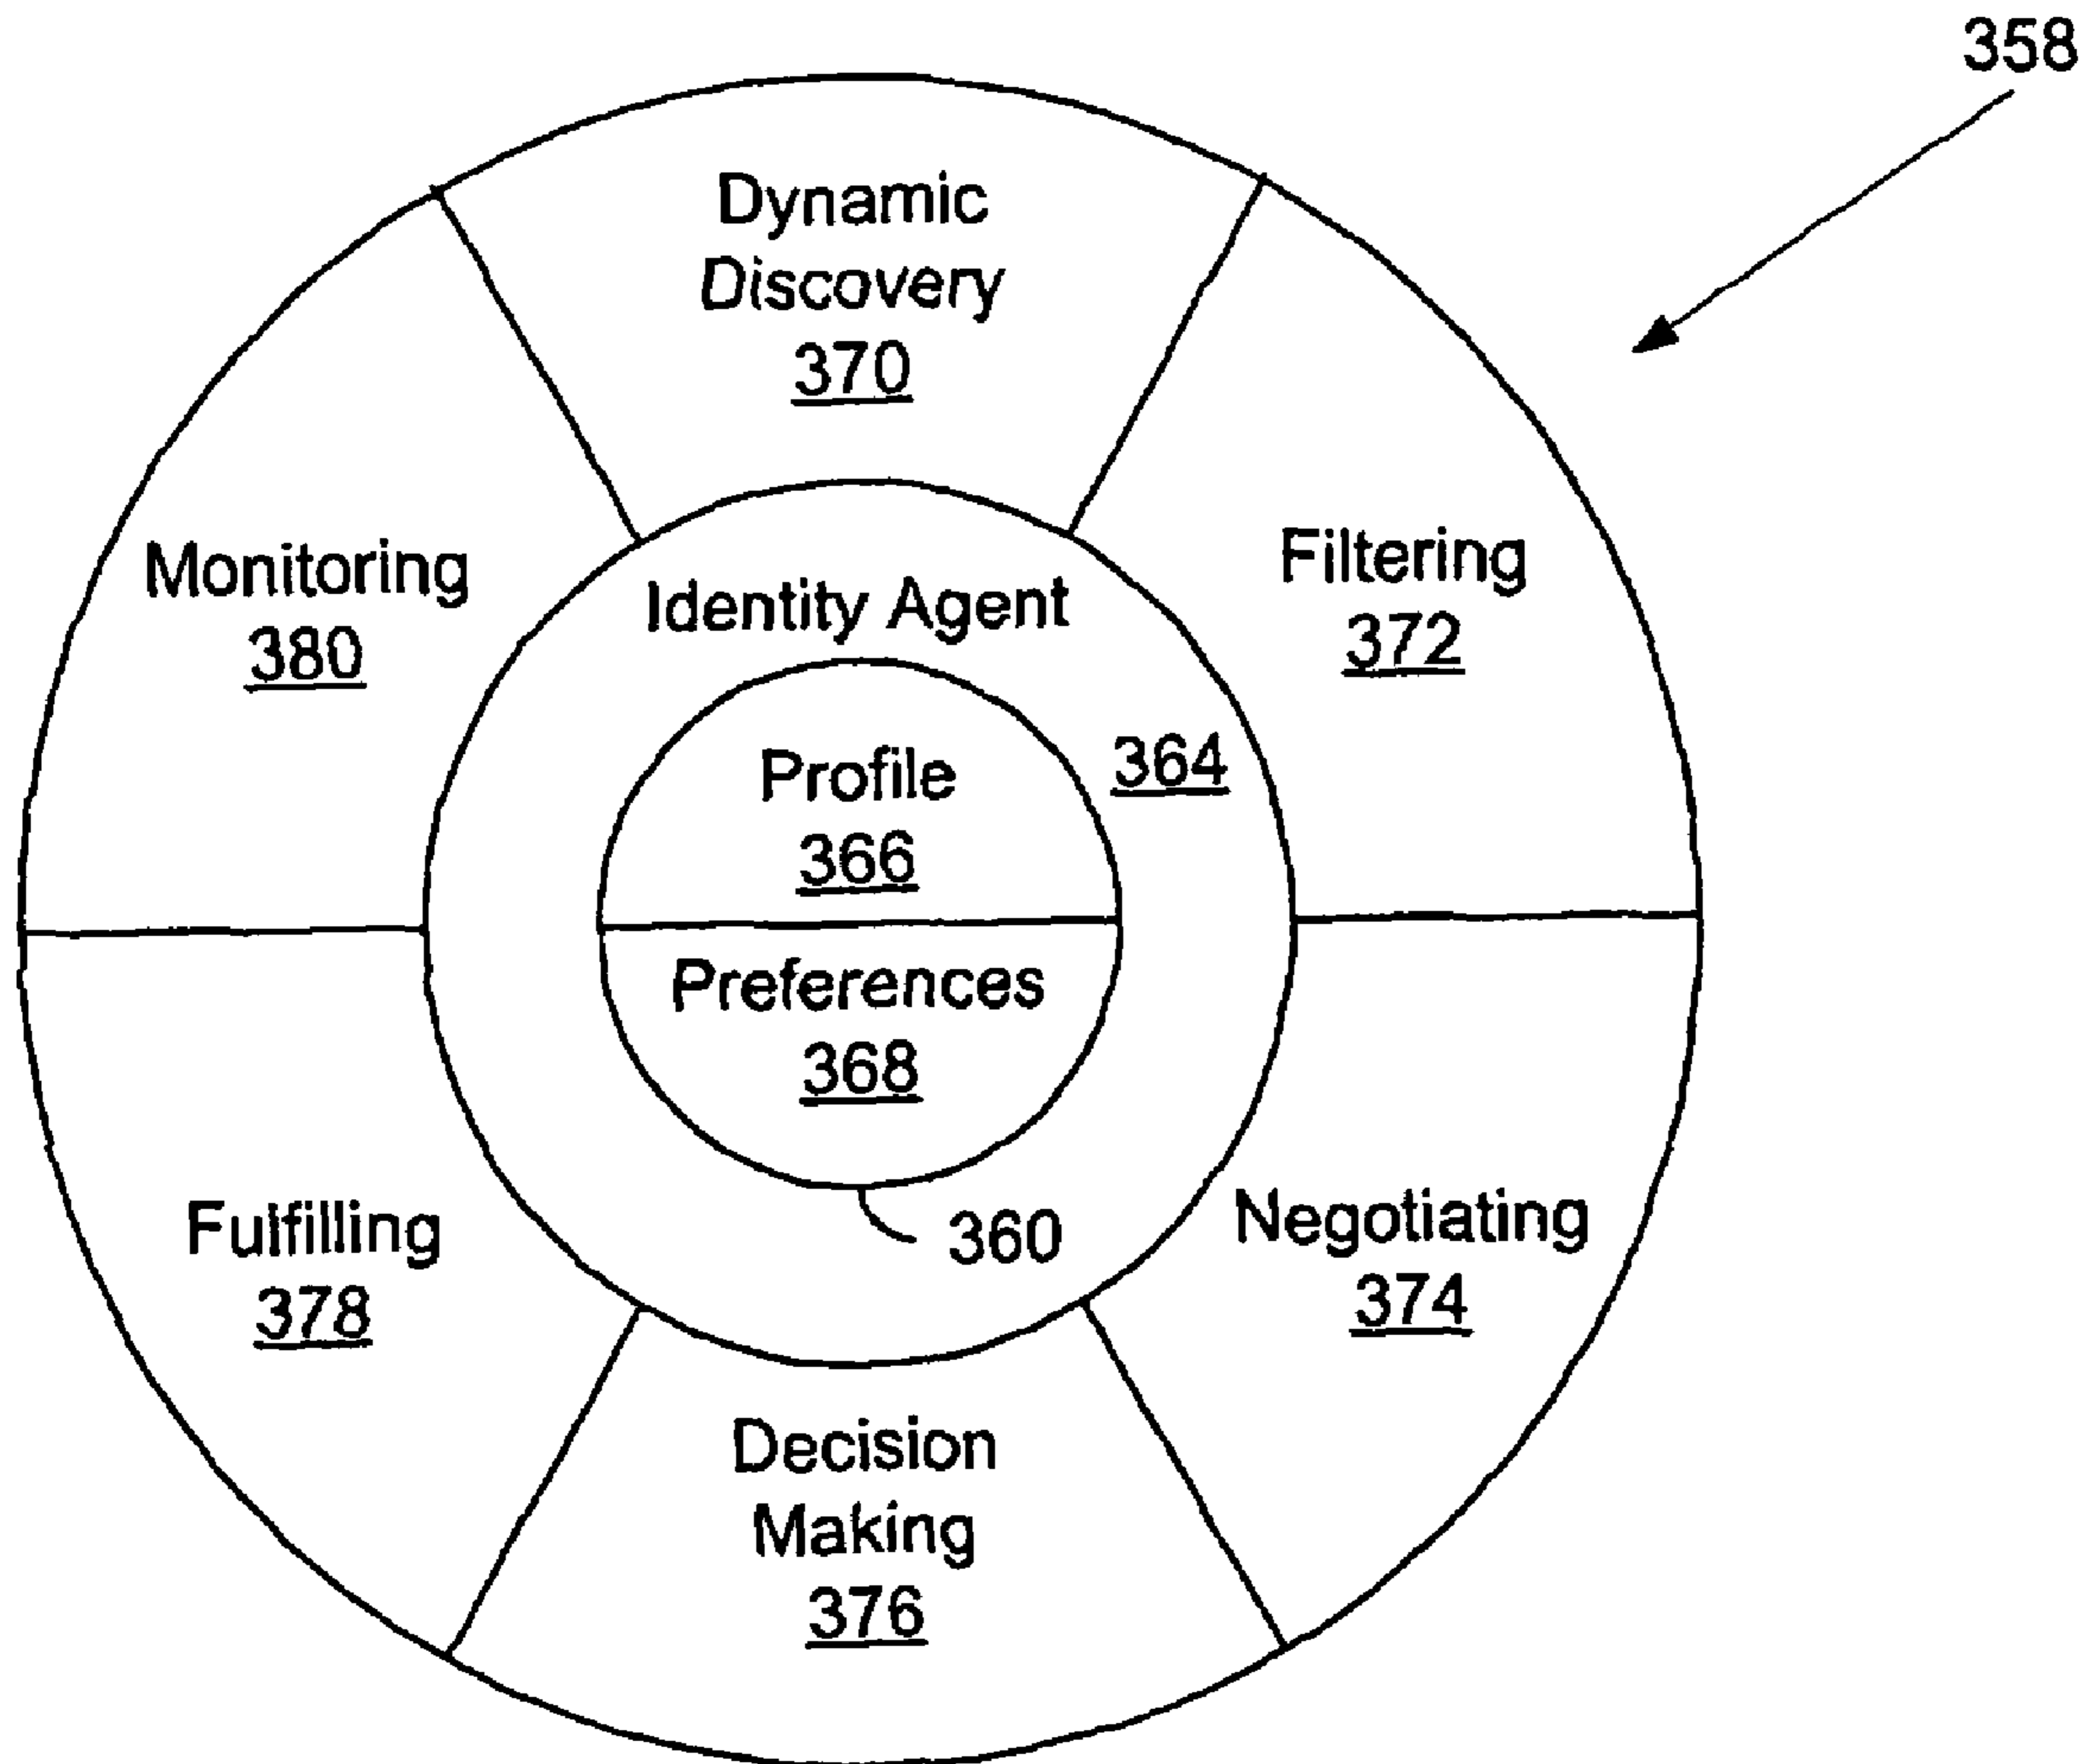 358
Dynamic
Discovery
370
Monitoring
380
Filtering
372
Identity Agent
364
Profile
366
Preferences
368
360
Fulfilling
378
Negotiating
374
Decision
Making
376